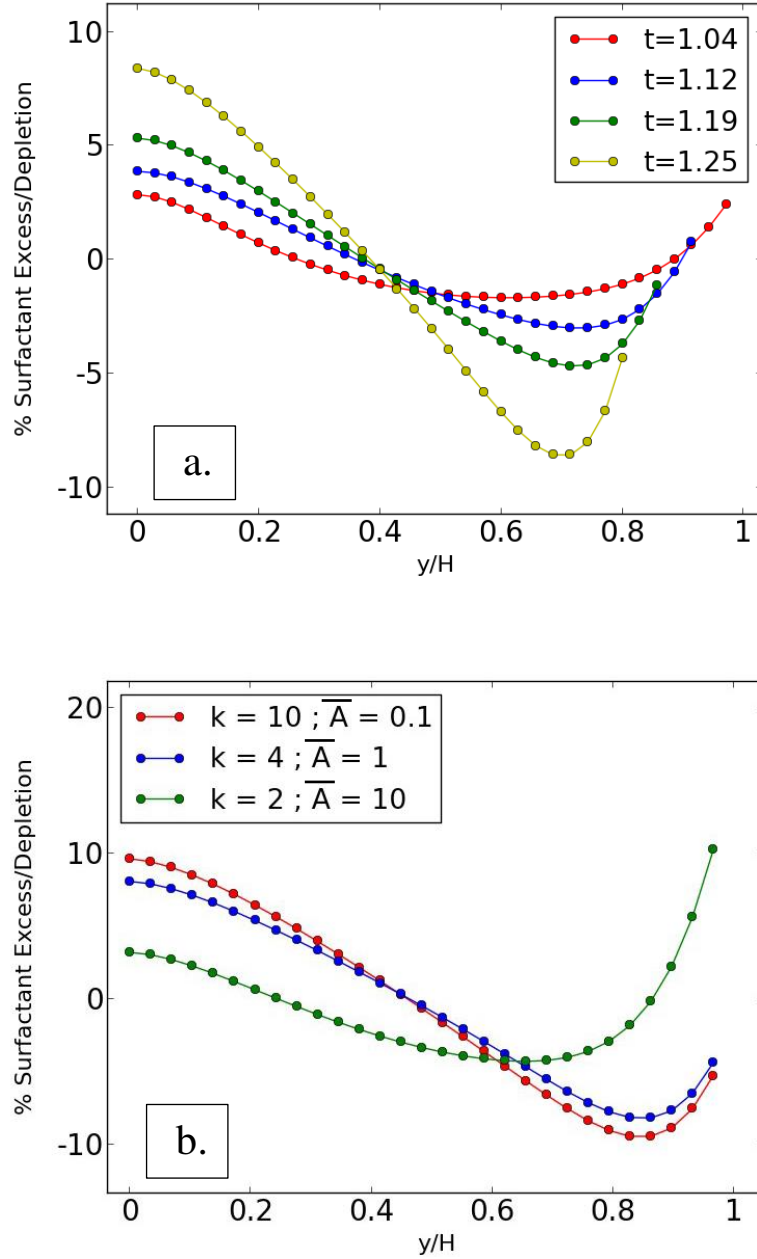 10
5
0
-5
-10
% Surfactant Excess/Depletion
t=1.04
t=1.12
t=1.19
t=1.25
a.
0 0.2 0.4 0.6 0.8 1
y/H
20
10
0
-10
% Surfactant Excess/Depletion
k = 10 ; A̅ = 0.1
k = 4 ; A̅ = 1
k = 2 ; A̅ = 10
b.
0 0.2 0.4 0.6 0.8 1
y/H